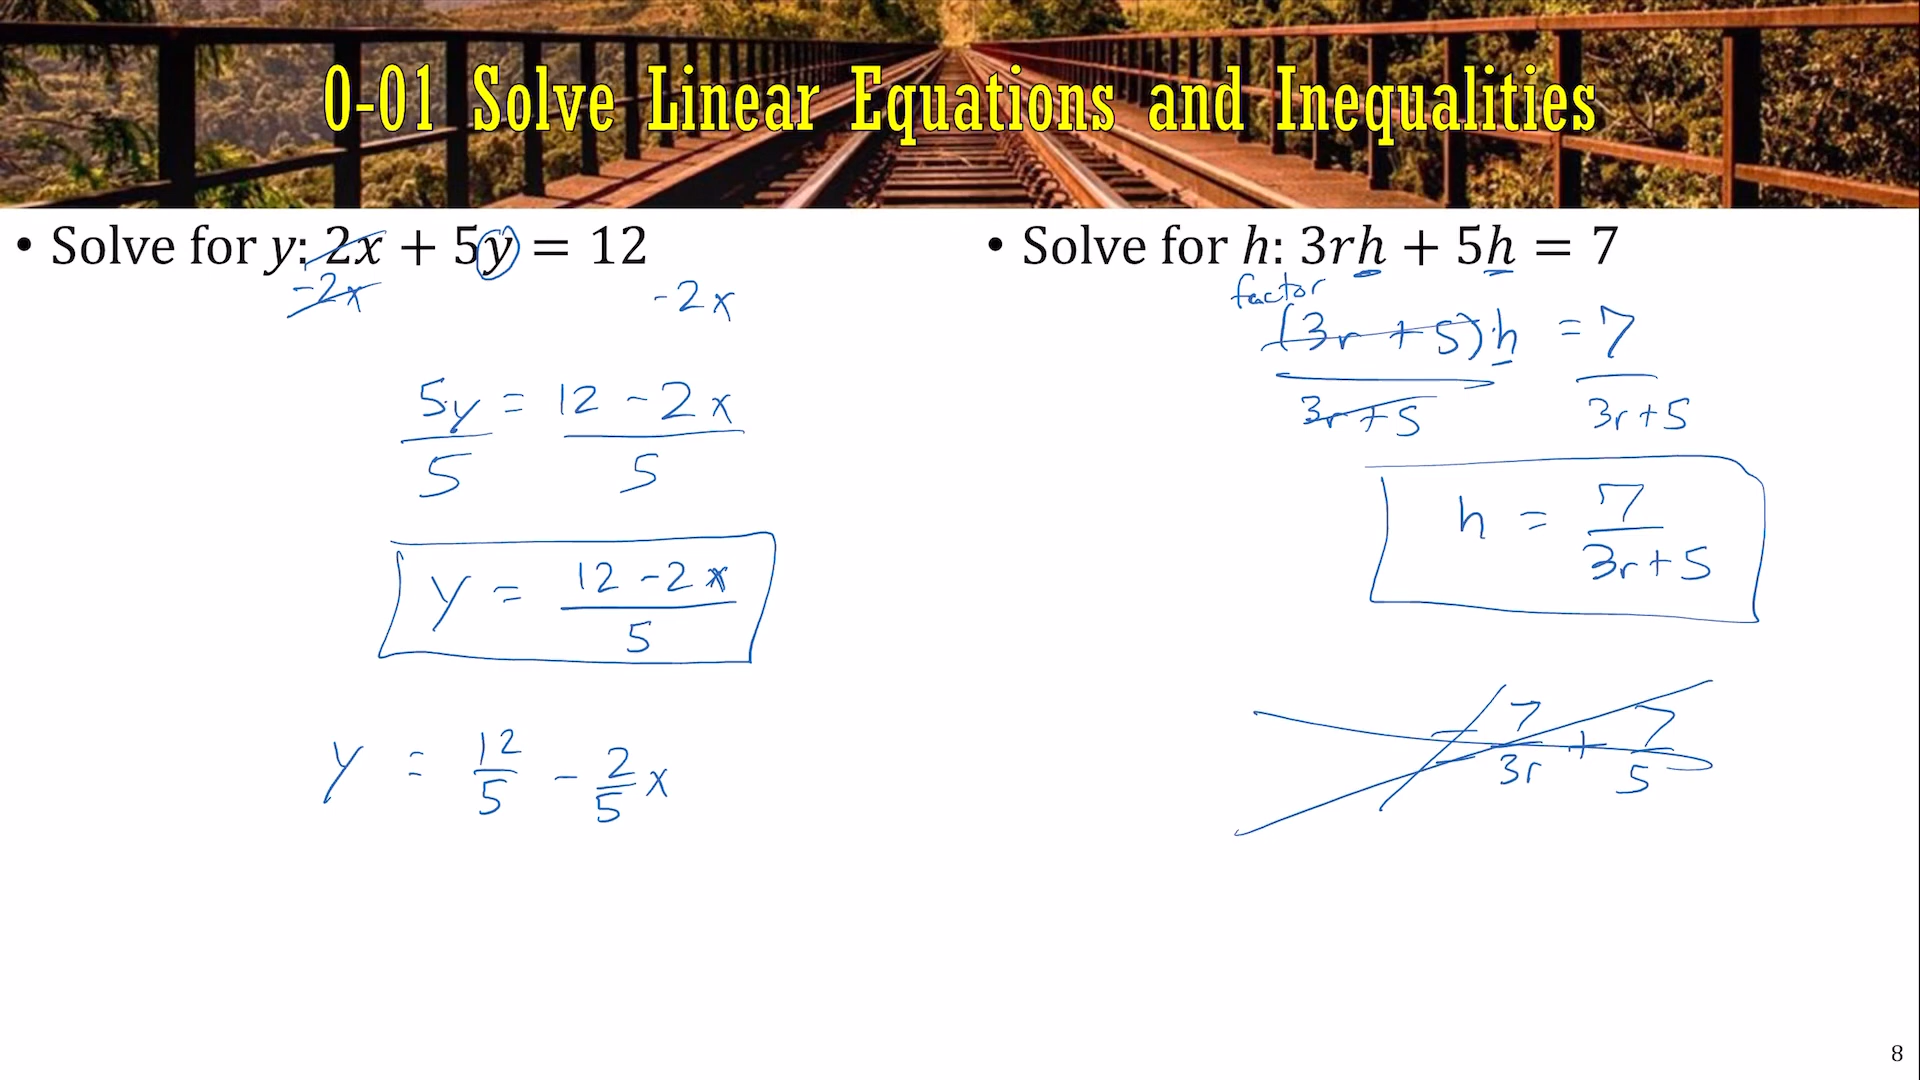 0-01 Solve Linear Equations and Inequalities
• Solve for y: 2x + 5y = 12
-2x -2x
5y = 12 - 2x
5 5
y = 12 - 2x
5
y = 12/5 - 2/5 x
• Solve for h: 3rh + 5h = 7
factor
(3r + 5)·h = 7
3r + 5 3r + 5
h = 7
3r + 5
= 7/3r + 7/5
8